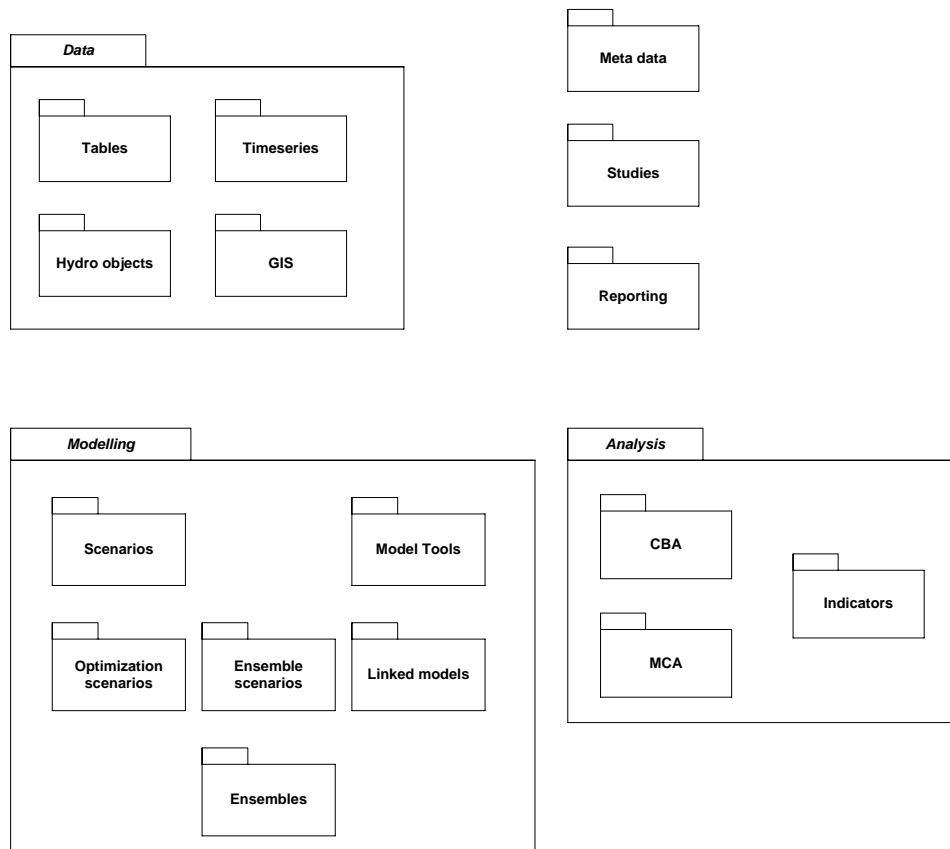 Data
Tables
Timeseries
Hydro objects
GIS
Meta data
Studies
Reporting
Modelling
Scenarios
Model Tools
Optimization
scenarios
Ensemble
scenarios
Linked models
Ensembles
Analysis
CBA
Indicators
MCA